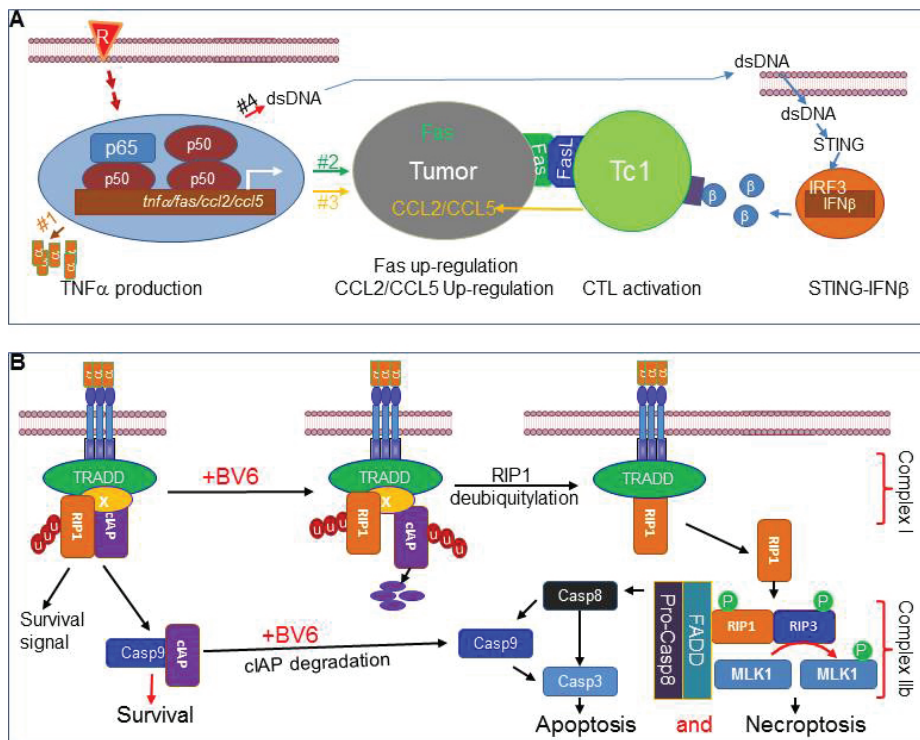 A
R
#4
dsDNA
dsDNA
dsDNA
STING
p65
p50
p50
p50
tnfα/fas/ccl2/ccl5
#1
#2
#3
Fas
Tumor
CCL2/CCL5
Fas
FasL
Tc1
β
β
β
IRF3
IFNβ
TNFα production
Fas up-regulation
CCL2/CCL5 Up-regulation
CTL activation
STING-IFNβ
B
TRADD
X
RIP1
cIAP
U
U
U
+BV6
TRADD
X
RIP1
cIAP
U
U
U
U
U
U
RIP1
deubiquitylation
TRADD
RIP1
Complex I
RIP1
Survival
signal
Casp9
cIAP
Survival
+BV6
cIAP degradation
Casp8
Casp9
Casp3
Pro-Casp8
FADD
P
P
RIP1
RIP3
P
MLK1
MLK1
Complex IIb
Apoptosis and Necroptosis